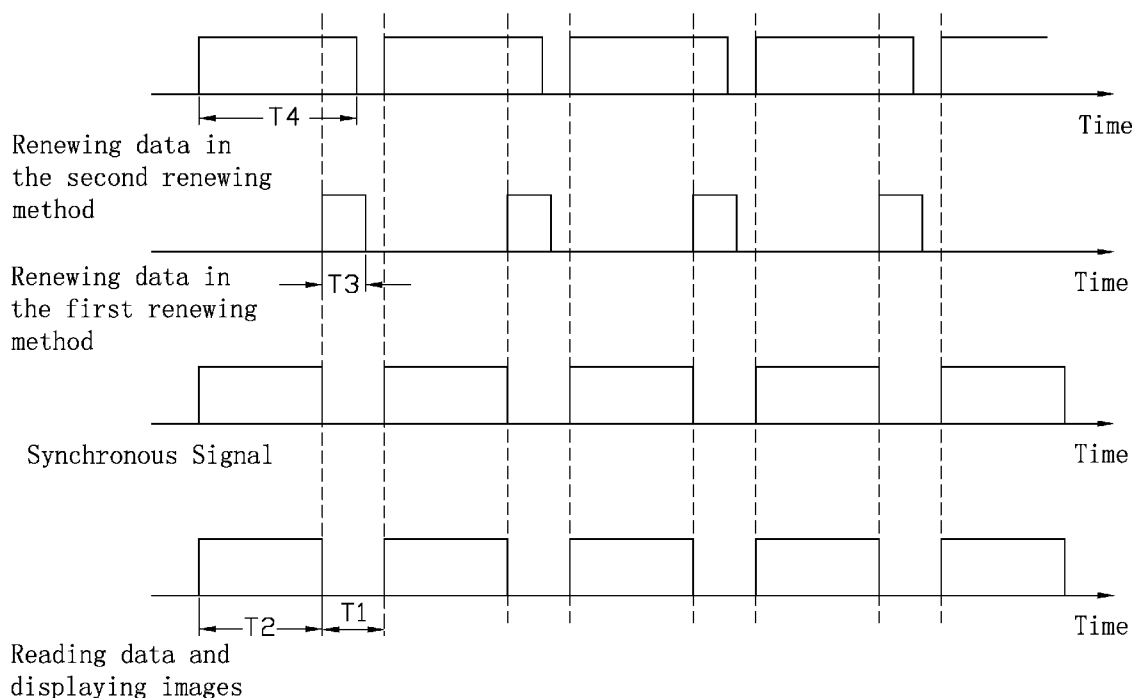 T4
Time
Renewing data in
the second renewing
method
Renewing data in
the first renewing
method
T3
Time
Synchronous Signal
Time
T2
T1
Time
Reading data and
displaying images